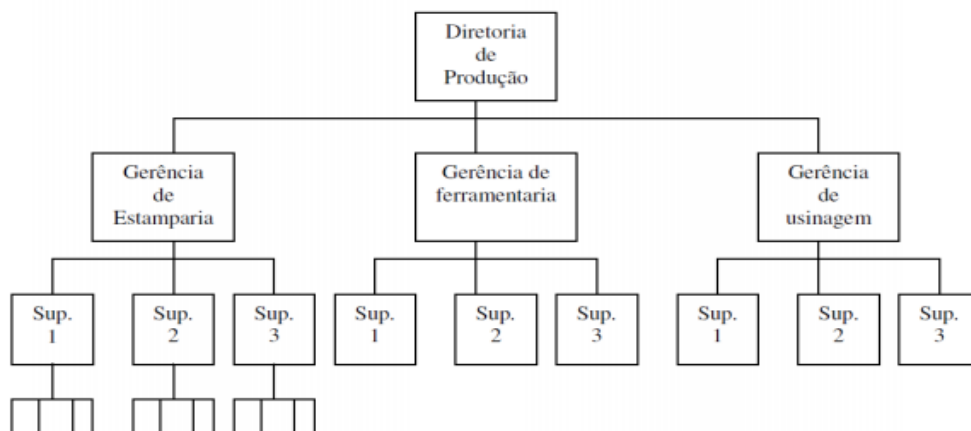 Diretoria
de
Produção
Gerência
de
Estamparia
Gerência de
ferramentaria
Gerência
de
usinagem
Sup.
1
Sup.
2
Sup.
3
Sup.
1
Sup.
2
Sup.
3
Sup.
1
Sup.
2
Sup.
3